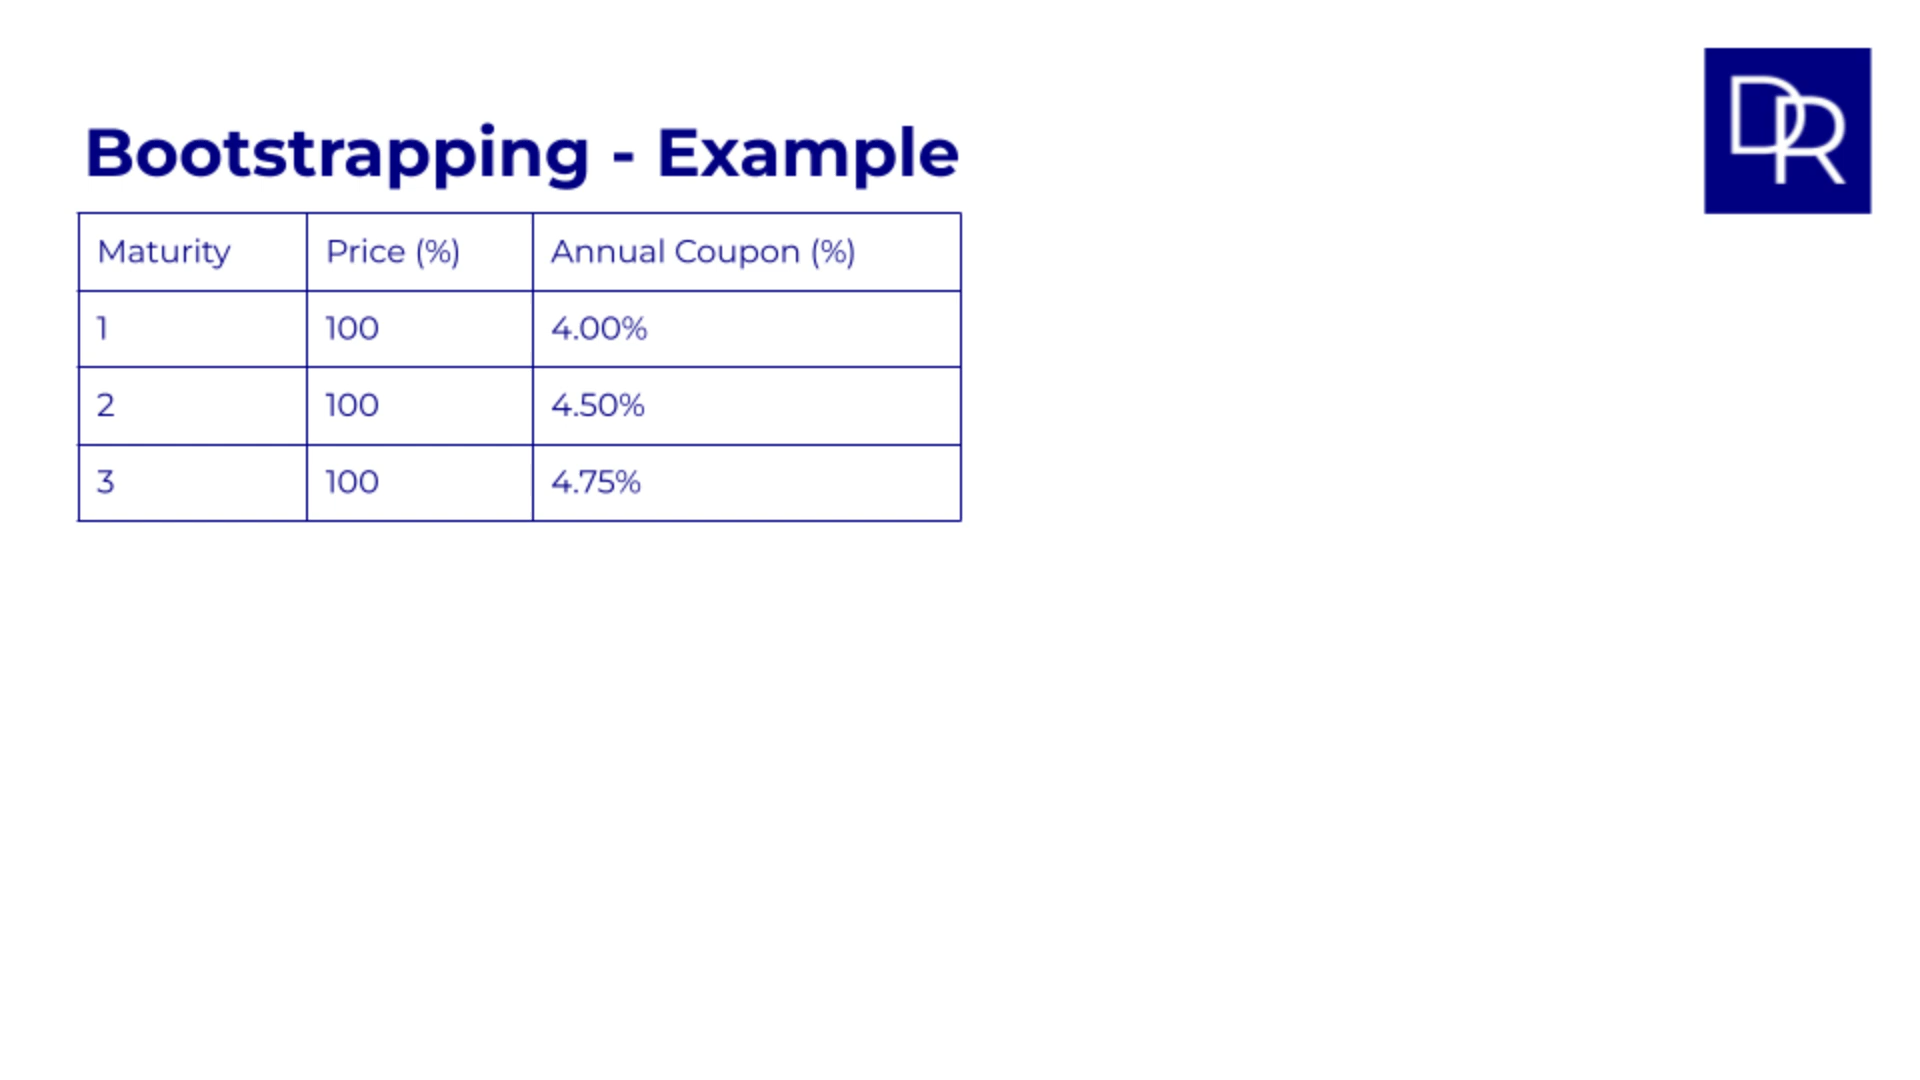 DR
Bootstrapping - Example
Maturity Price (%) Annual Coupon (%)
1 100 4.00%
2 100 4.50%
3 100 4.75%